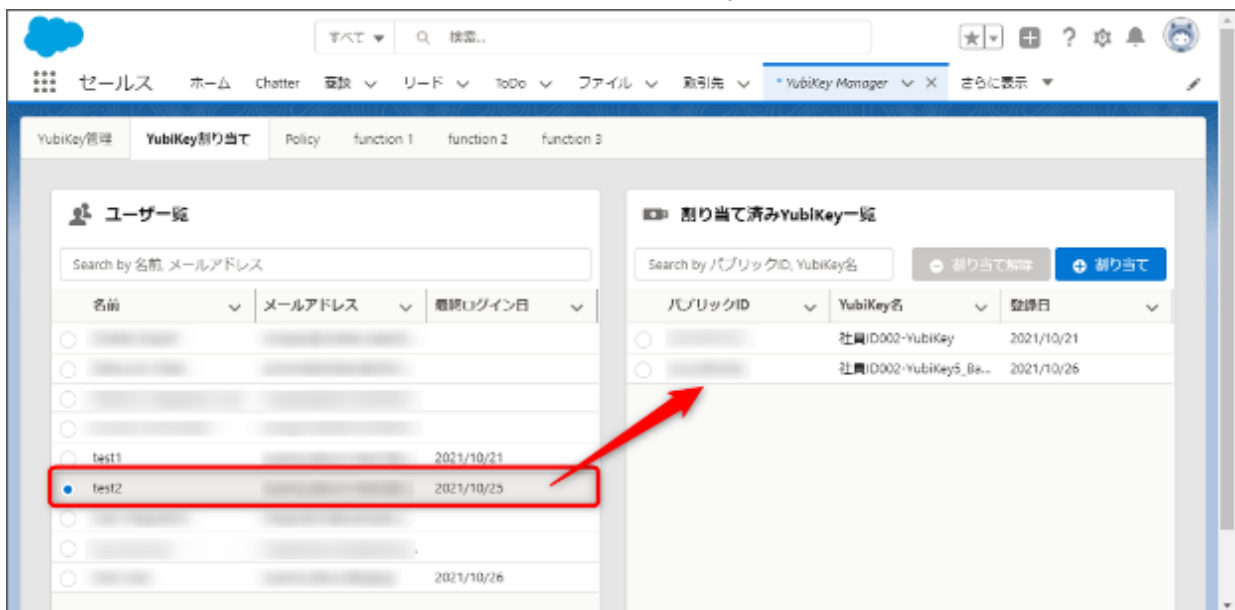 すべて 検索...
セールス ホーム Chatter 商談 リード ToDo ファイル 取引先 * YubiKey Manager さらに表示
YubiKey管理 YubiKey割り当て Policy function 1 function 2 function 3
ユーザー覧
Search by 名前, メールアドレス
名前 メールアドレス 最終ログイン日
test1 2021/10/21
test2 2021/10/25
2021/10/26
割り当て済みYubiKey一覧
Search by パブリックID, YubiKey名 割り当て解除 割り当て
パブリックID YubiKey名 登録日
社員ID002-YubiKey 2021/10/21
社員ID002-YubiKey5_Ba... 2021/10/26